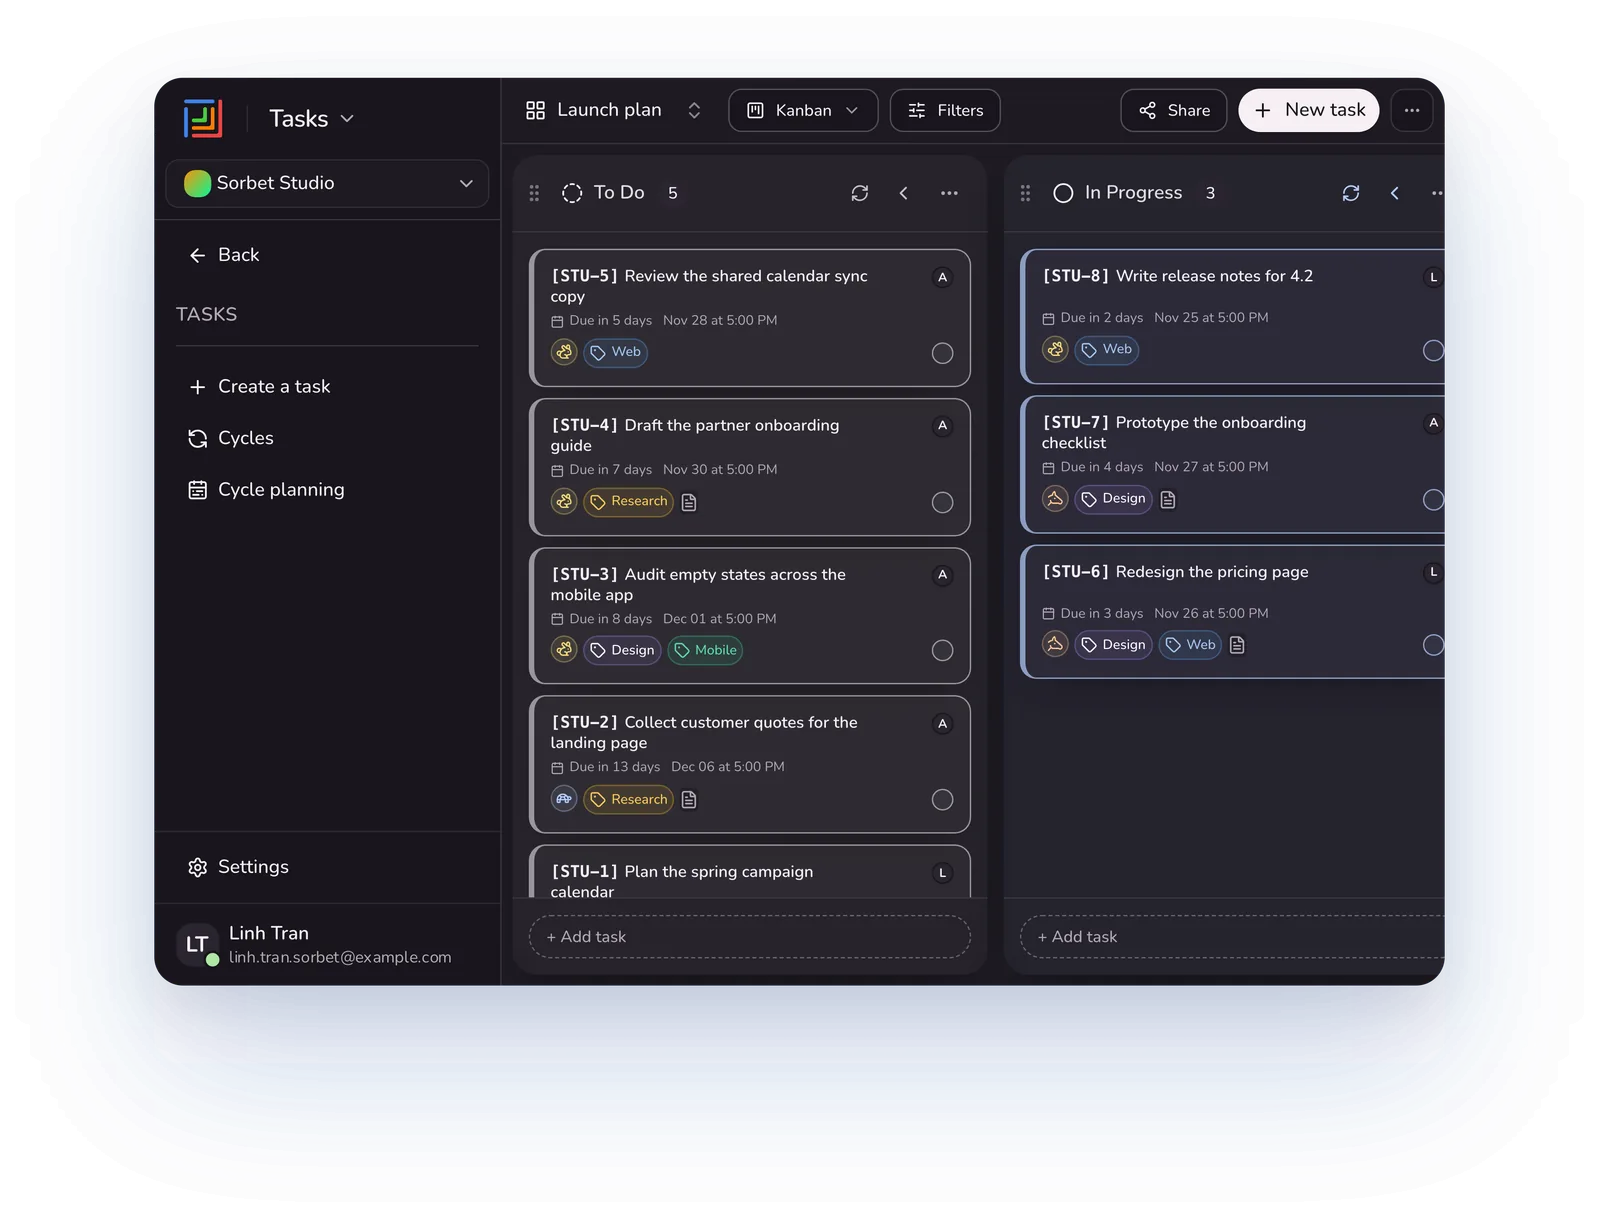 Tasks
Sorbet Studio
Back
TASKS
Create a task
Cycles
Cycle planning
Settings
LT
Linh Tran
linh.tran.sorbet@example.com
Launch plan
Kanban
Filters
Share
New task
To Do 5
[STU-5] Review the shared calendar sync
copy
A
Due in 5 days Nov 28 at 5:00 PM
Web
[STU-4] Draft the partner onboarding
guide
A
Due in 7 days Nov 30 at 5:00 PM
Research
[STU-3] Audit empty states across the
mobile app
A
Due in 8 days Dec 01 at 5:00 PM
Design Mobile
[STU-2] Collect customer quotes for the
landing page
A
Due in 13 days Dec 06 at 5:00 PM
Research
[STU-1] Plan the spring campaign
calendar
L
+ Add task
In Progress 3
[STU-8] Write release notes for 4.2
L
Due in 2 days Nov 25 at 5:00 PM
Web
[STU-7] Prototype the onboarding
checklist
A
Due in 4 days Nov 27 at 5:00 PM
Design
[STU-6] Redesign the pricing page
L
Due in 3 days Nov 26 at 5:00 PM
Design Web
+ Add task